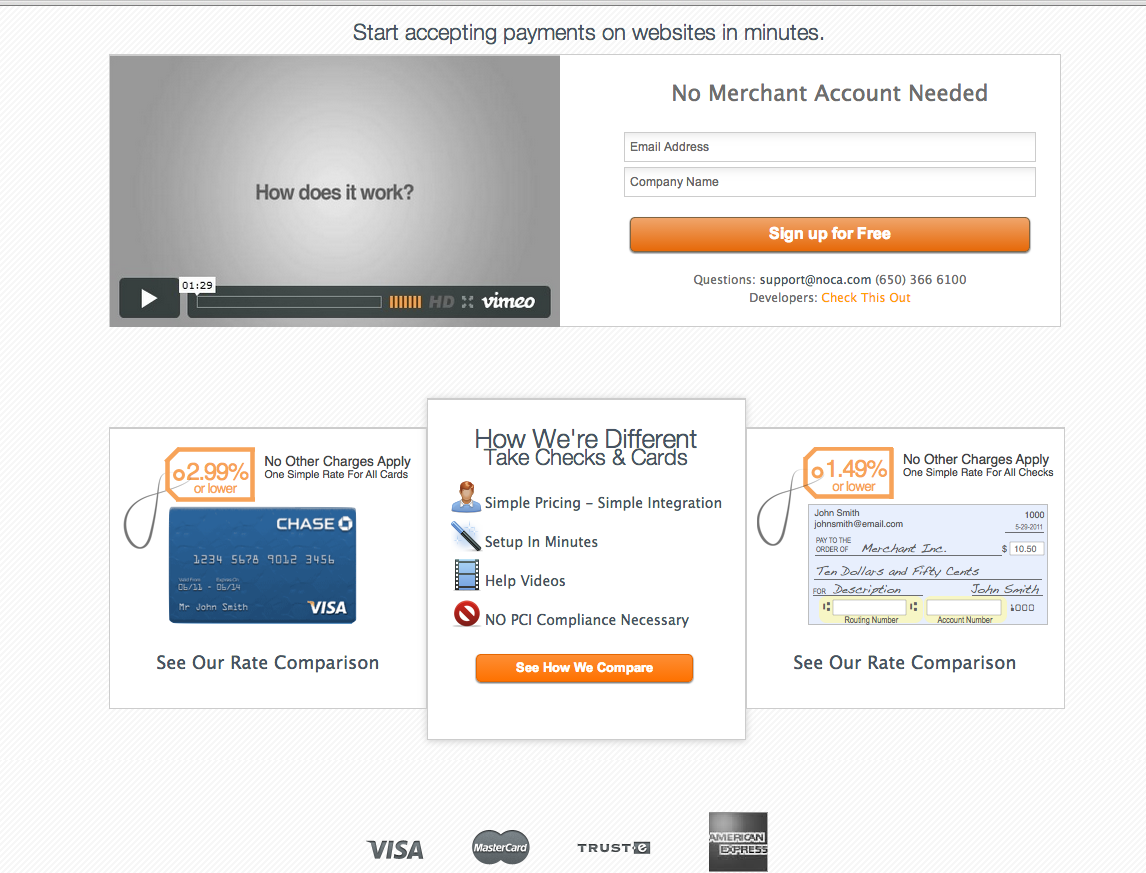 Start accepting payments on websites in minutes.
How does it work?
01:29
HD
vimeo
No Merchant Account Needed
Email Address
Company Name
Sign up for Free
Questions: support@noca.com (650) 366 6100
Developers: Check This Out
2.99%
or lower
No Other Charges Apply
One Simple Rate For All Cards
CHASE
1234 5678 9012 3456
Valid From Expires On
06/11 - 06/14
Mr John Smith
VISA
See Our Rate Comparison
How We're Different
Take Checks & Cards
Simple Pricing – Simple Integration
Setup In Minutes
Help Videos
NO PCI Compliance Necessary
See How We Compare
1.49%
or lower
No Other Charges Apply
One Simple Rate For All Checks
John Smith
1000
johnsmith@email.com
5-29-2011
PAY TO THE
ORDER OF Merchant Inc. $ 10.50
Ten Dollars and Fifty Cents
FOR Description John Smith
1000
Routing Number Account Number
See Our Rate Comparison
VISA
MasterCard
TRUSTe
AMERICAN
EXPRESS